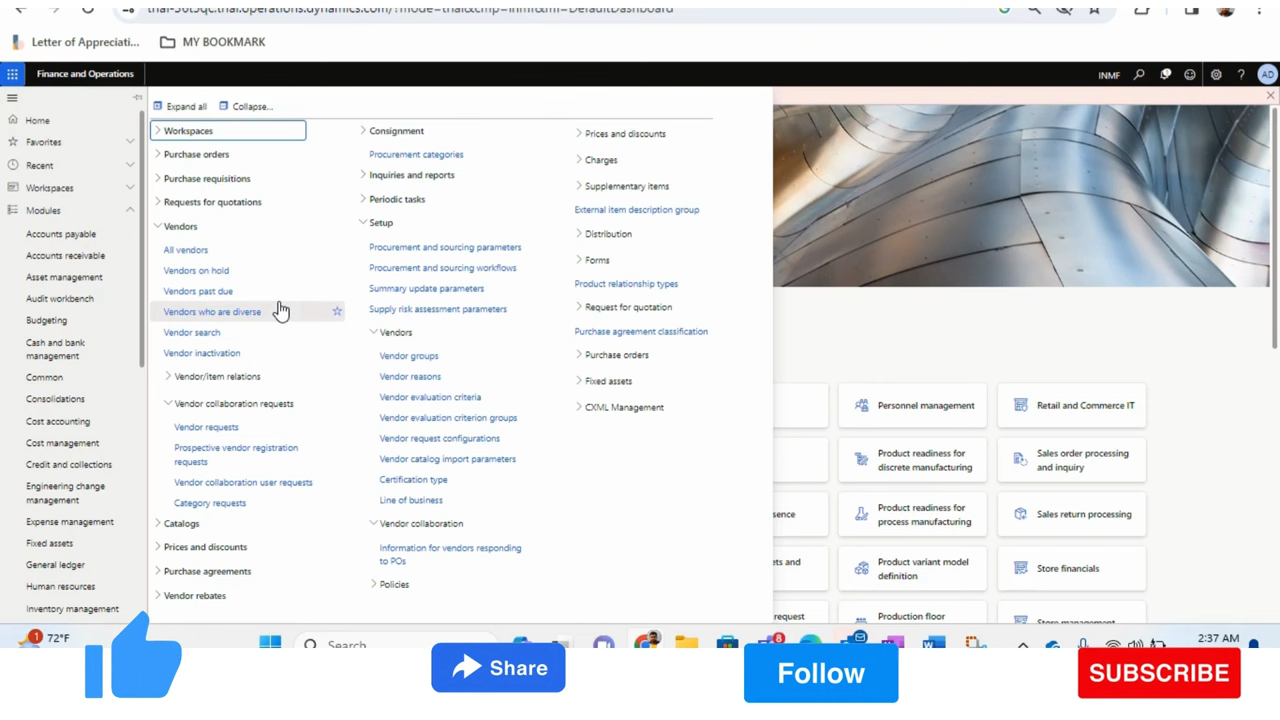 Letter of Appreciati...
MY BOOKMARK
Finance and Operations
INMF
AD
Expand all
Collapse...
Home
Favorites
Recent
Workspaces
Modules
Accounts payable
Accounts receivable
Asset management
Audit workbench
Budgeting
Cash and bank
management
Common
Consolidations
Cost accounting
Cost management
Credit and collections
Engineering change
management
Expense management
Fixed assets
General ledger
Human resources
Inventory management
Workspaces
Purchase orders
Purchase requisitions
Requests for quotations
Vendors
All vendors
Vendors on hold
Vendors past due
Vendors who are diverse
Vendor search
Vendor inactivation
Vendor/item relations
Vendor collaboration requests
Vendor requests
Prospective vendor registration
requests
Vendor collaboration user requests
Category requests
Catalogs
Prices and discounts
Purchase agreements
Vendor rebates
Consignment
Procurement categories
Inquiries and reports
Periodic tasks
Setup
Procurement and sourcing parameters
Procurement and sourcing workflows
Summary update parameters
Supply risk assessment parameters
Vendors
Vendor groups
Vendor reasons
Vendor evaluation criteria
Vendor evaluation criterion groups
Vendor request configurations
Vendor catalog import parameters
Certification type
Line of business
Vendor collaboration
Information for vendors responding
to POs
Policies
Prices and discounts
Charges
Supplementary items
External item description group
Distribution
Forms
Product relationship types
Request for quotation
Purchase agreement classification
Purchase orders
Fixed assets
CXML Management
Personnel management
Retail and Commerce IT
Product readiness for
discrete manufacturing
Sales order processing
and inquiry
Product readiness for
process manufacturing
Sales return processing
ets and
Product variant model
definition
Store financials
request
Production floor
72°F
1
Search
8
2:37 AM
Share
Follow
SUBSCRIBE